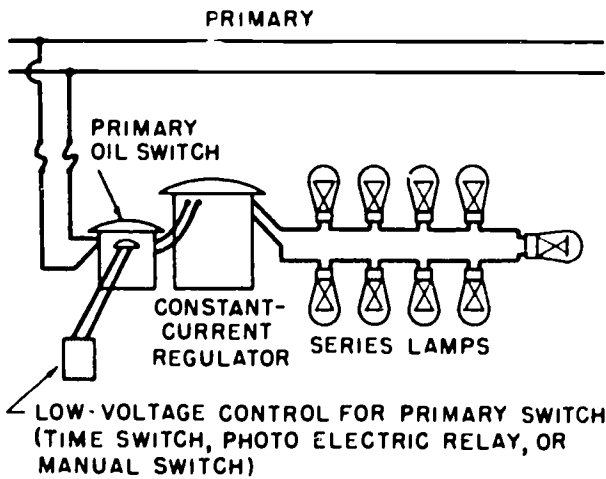 PRIMARY
PRIMARY
OIL SWITCH
CONSTANT-
CURRENT
REGULATOR
SERIES LAMPS
LOW-VOLTAGE CONTROL FOR PRIMARY SWITCH
(TIME SWITCH, PHOTO ELECTRIC RELAY, OR
MANUAL SWITCH)